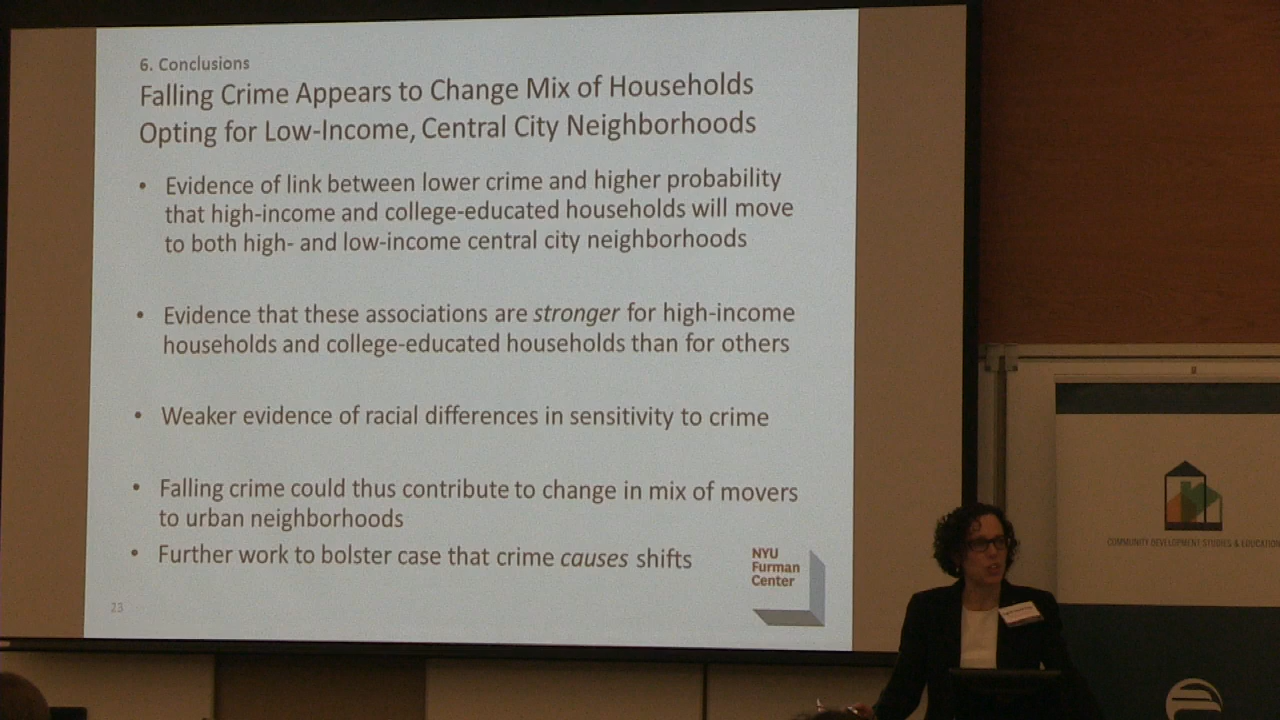 6. Conclusions
Falling Crime Appears to Change Mix of Households
Opting for Low-Income, Central City Neighborhoods
• Evidence of link between lower crime and higher probability
that high-income and college-educated households will move
to both high- and low-income central city neighborhoods
• Evidence that these associations are stronger for high-income
households and college-educated households than for others
• Weaker evidence of racial differences in sensitivity to crime
• Falling crime could thus contribute to change in mix of movers
to urban neighborhoods
• Further work to bolster case that crime causes shifts
NYU
Furman
Center
23
COMMUNITY DEVELOPMENT STUDIES & EDUCATION